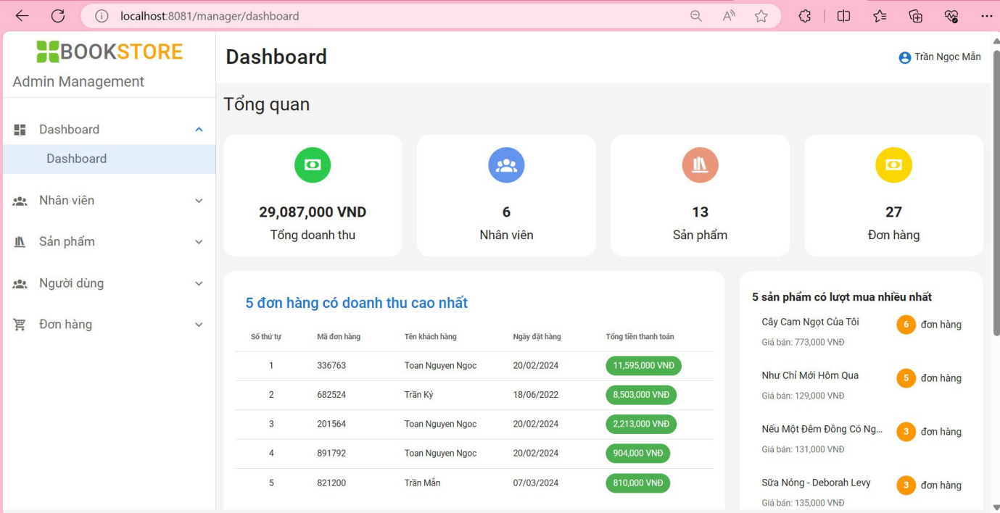 localhost:8081/manager/dashboard
BOOKSTORE
Admin Management
Dashboard
Dashboard
Nhân viên
Sản phẩm
Người dùng
Đơn hàng
Dashboard
Trần Ngọc Mẫn
Tổng quan
29,087,000 VND
Tổng doanh thu
6
Nhân viên
13
Sản phẩm
27
Đơn hàng
5 đơn hàng có doanh thu cao nhất
Số thứ tự Mã đơn hàng Tên khách hàng Ngày đặt hàng Tổng tiền thanh toán
1 336763 Toan Nguyen Ngoc 20/02/2024 11,595,000 VNĐ
2 682524 Trần Kỷ 18/06/2022 8,503,000 VNĐ
3 201564 Toan Nguyen Ngoc 20/02/2024 2,213,000 VNĐ
4 891792 Toan Nguyen Ngoc 20/02/2024 904,000 VNĐ
5 821200 Trần Mẫn 07/03/2024 810,000 VNĐ
5 sản phẩm có lượt mua nhiều nhất
Cây Cam Ngọt Của Tôi 6 đơn hàng
Giá bán: 773,000 VNĐ
Như Chỉ Mới Hôm Qua 5 đơn hàng
Giá bán: 129,000 VNĐ
Nếu Một Đêm Đông Có Ng... 3 đơn hàng
Giá bán: 131,000 VNĐ
Sữa Nóng - Deborah Levy 3 đơn hàng
Giá bán: 135,000 VNĐ